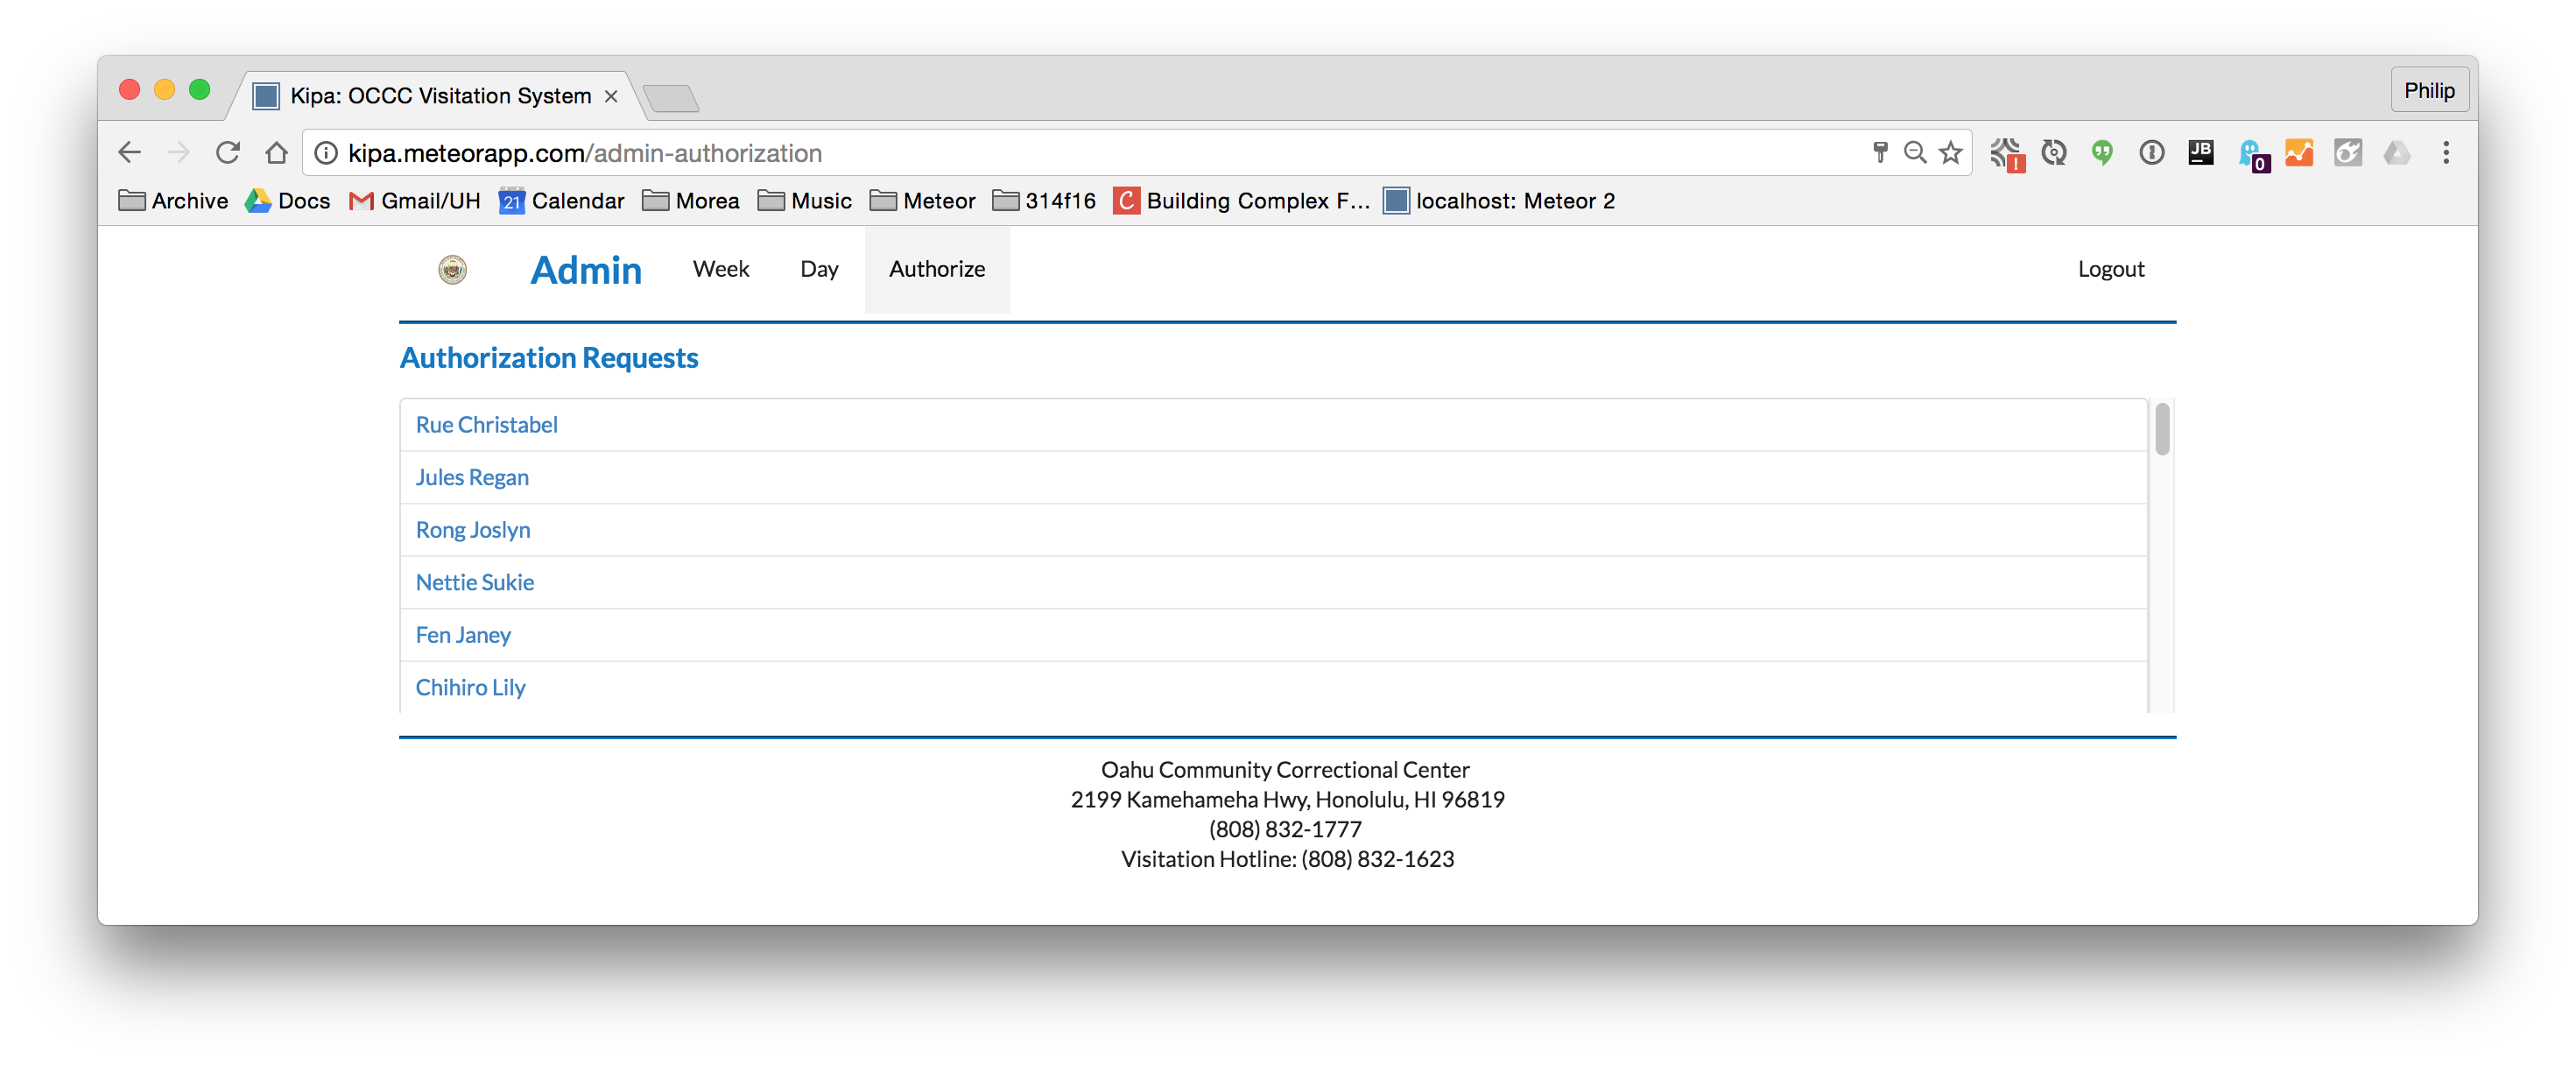 Kipa: OCCC Visitation System
Philip
kipa.meteorapp.com/admin-authorization
!
JB
0
Archive
Docs
Gmail/UH
21
Calendar
Morea
Music
Meteor
314f16
C
Building Complex F...
localhost: Meteor 2
Admin
Week
Day
Authorize
Logout
Authorization Requests
Rue Christabel
Jules Regan
Rong Joslyn
Nettie Sukie
Fen Janey
Chihiro Lily
Oahu Community Correctional Center
2199 Kamehameha Hwy, Honolulu, HI 96819
(808) 832-1777
Visitation Hotline: (808) 832-1623